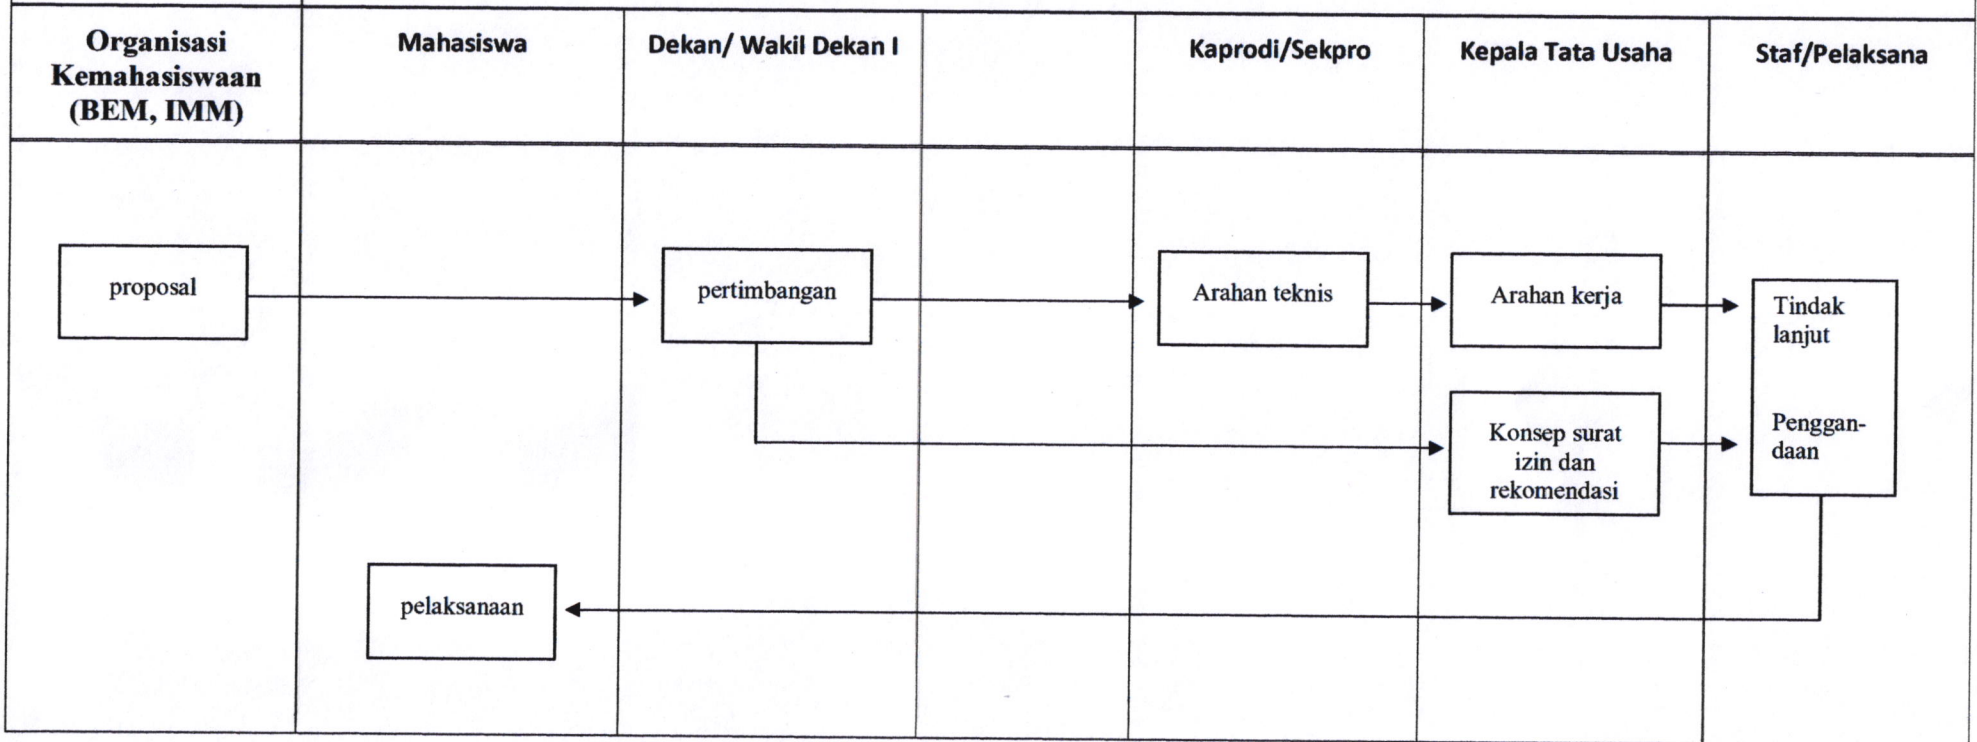 Organisasi
Kemahasiswaan
(BEM, IMM)
Mahasiswa
Dekan/ Wakil Dekan I
Kaprodi/Sekpro
Kepala Tata Usaha
Staf/Pelaksana
proposal
pertimbangan
Arahan teknis
Arahan kerja
Tindak
lanjut
Penggan-
daan
Konsep surat
izin dan
rekomendasi
pelaksanaan